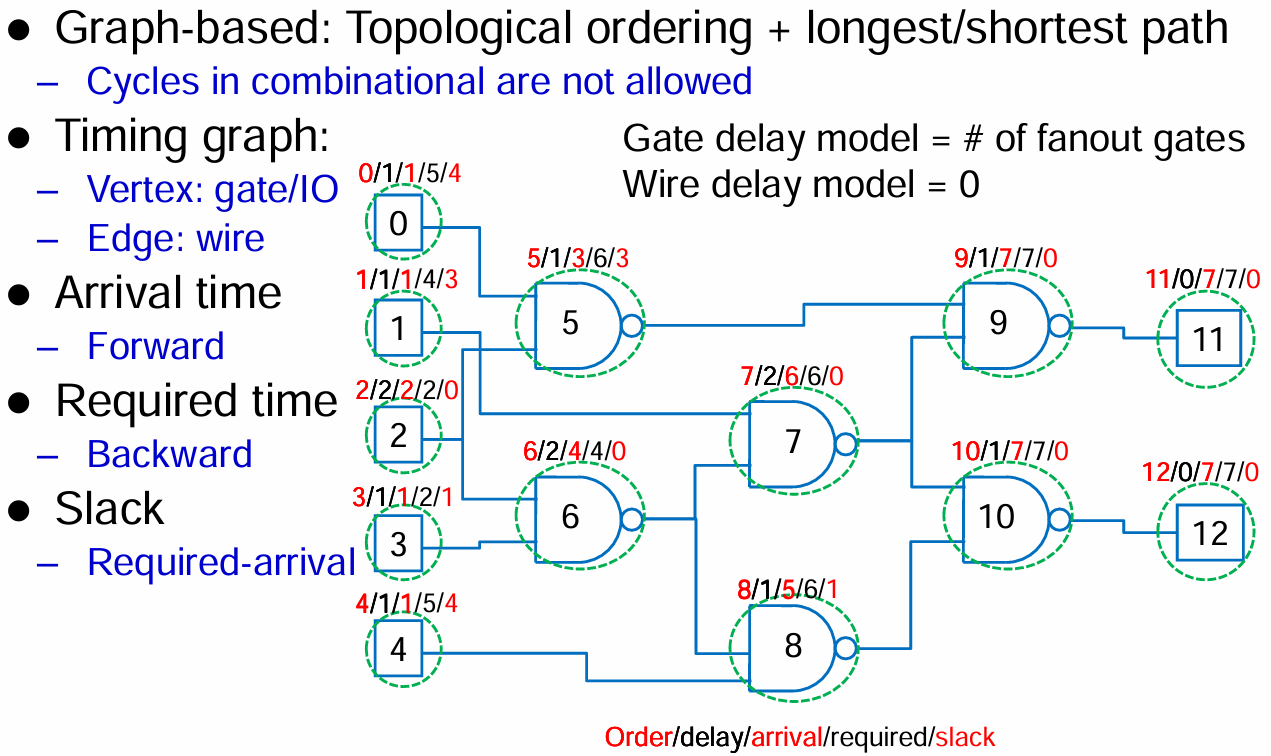 ● Graph-based: Topological ordering + longest/shortest path
– Cycles in combinational are not allowed
● Timing graph:
– Vertex: gate/IO
– Edge: wire
● Arrival time
– Forward
● Required time
– Backward
● Slack
– Required-arrival
Gate delay model = # of fanout gates
Wire delay model = 0
0/1/1/5/4
0
1/1/1/4/3
1
2/2/2/2/0
2
3/1/1/2/1
3
4/1/1/5/4
4
5/1/3/6/3
5
6/2/4/4/0
6
7/2/6/6/0
7
8/1/5/6/1
8
9/1/7/7/0
9
10/1/7/7/0
10
11/0/7/7/0
11
12/0/7/7/0
12
Order/delay/arrival/required/slack